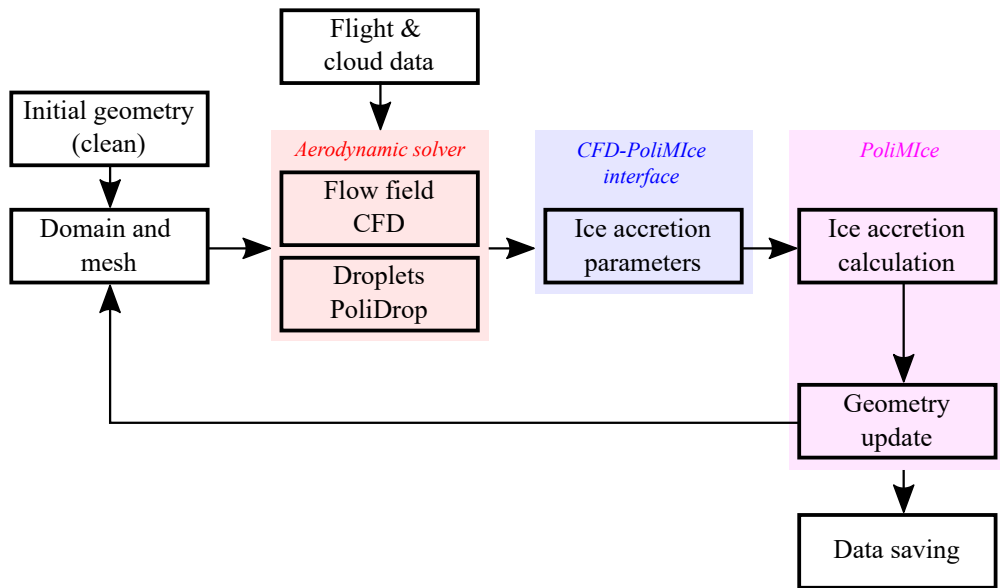 Flight &
cloud data
Initial geometry
(clean)
Domain and
mesh
Aerodynamic solver
Flow field
CFD
Droplets
PoliDrop
CFD-PoliMIce
interface
Ice accretion
parameters
PoliMIce
Ice accretion
calculation
Geometry
update
Data saving